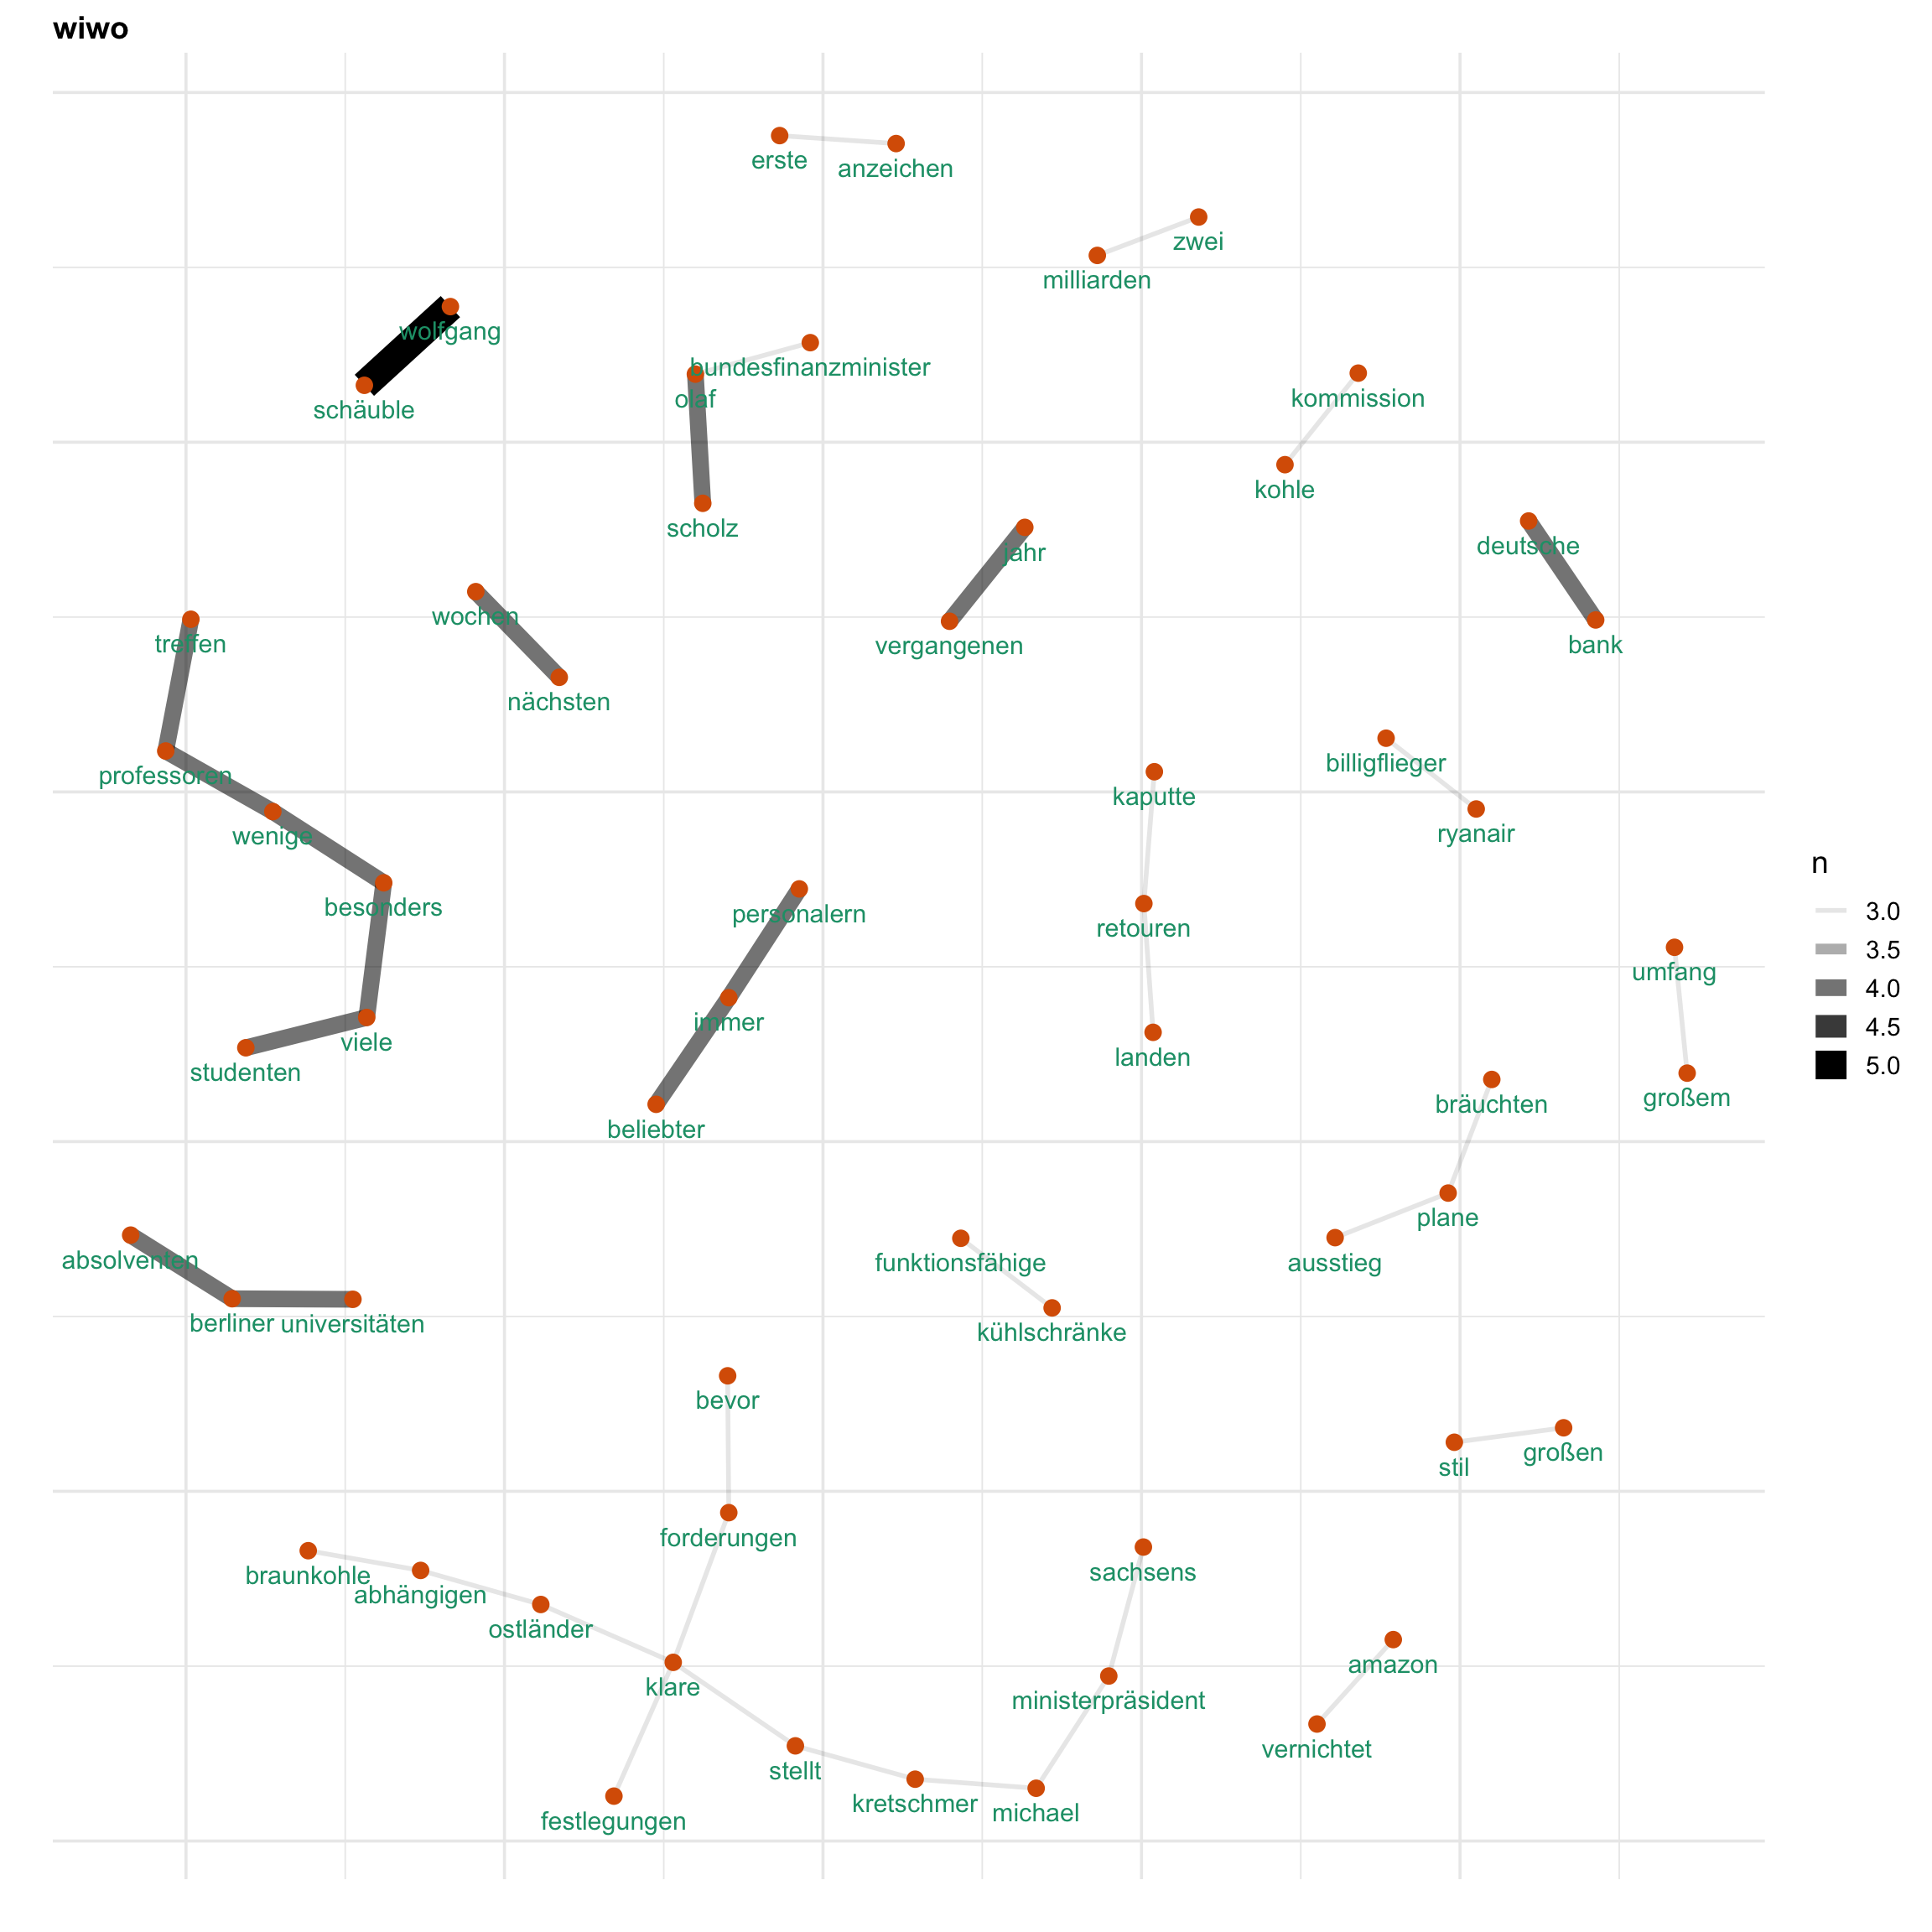 wiwo
erste
anzeichen
zwei
milliarden
wolfgang
bundesfinanzminister
olaf
kommission
schäuble
kohle
scholz
deutsche
jahr
wochen
treffen
vergangenen
bank
nächsten
billigflieger
professoren
kaputte
ryanair
wenige
besonders
personalern
retouren
umfang
immer
viele
landen
studenten
großem
bräuchten
beliebter
plane
absolventen
funktionsfähige
ausstieg
berliner
universitäten
kühlschränke
bevor
großen
stil
forderungen
sachsens
braunkohle
abhängigen
ostländer
amazon
klare
ministerpräsident
vernichtet
stellt
kretschmer
michael
festlegungen
n
3.0
3.5
4.0
4.5
5.0